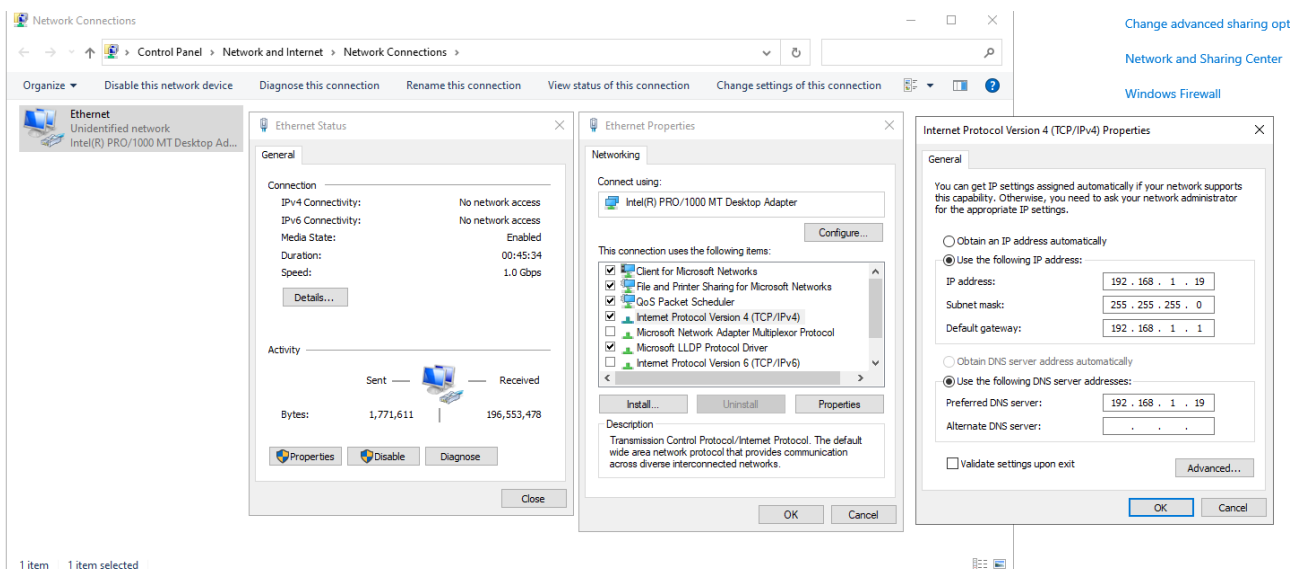 Network Connections
Control Panel > Network and Internet > Network Connections >
Organize Disable this network device Diagnose this connection Rename this connection View status of this connection Change settings of this connection
Ethernet
Unidentified network
Intel(R) PRO/1000 MT Desktop Ad...
Ethernet Status
General
Connection
IPv4 Connectivity: No network access
IPv6 Connectivity: No network access
Media State: Enabled
Duration: 00:45:34
Speed: 1.0 Gbps
Details...
Activity
Sent — Received
Bytes: 1,771,611 196,553,478
Properties Disable Diagnose
Close
Ethernet Properties
Networking
Connect using:
Intel(R) PRO/1000 MT Desktop Adapter
Configure...
This connection uses the following items:
Client for Microsoft Networks
File and Printer Sharing for Microsoft Networks
QoS Packet Scheduler
Internet Protocol Version 4 (TCP/IPv4)
Microsoft Network Adapter Multiplexor Protocol
Microsoft LLDP Protocol Driver
Internet Protocol Version 6 (TCP/IPv6)
Install... Uninstall Properties
Description
Transmission Control Protocol/Internet Protocol. The default
wide area network protocol that provides communication
across diverse interconnected networks.
OK Cancel
Change advanced sharing opt
Network and Sharing Center
Windows Firewall
Internet Protocol Version 4 (TCP/IPv4) Properties
General
You can get IP settings assigned automatically if your network supports
this capability. Otherwise, you need to ask your network administrator
for the appropriate IP settings.
Obtain an IP address automatically
Use the following IP address:
IP address: 192 . 168 . 1 . 19
Subnet mask: 255 . 255 . 255 . 0
Default gateway: 192 . 168 . 1 . 1
Obtain DNS server address automatically
Use the following DNS server addresses:
Preferred DNS server: 192 . 168 . 1 . 19
Alternate DNS server: . . .
Validate settings upon exit
Advanced...
OK Cancel
1 item 1 item selected